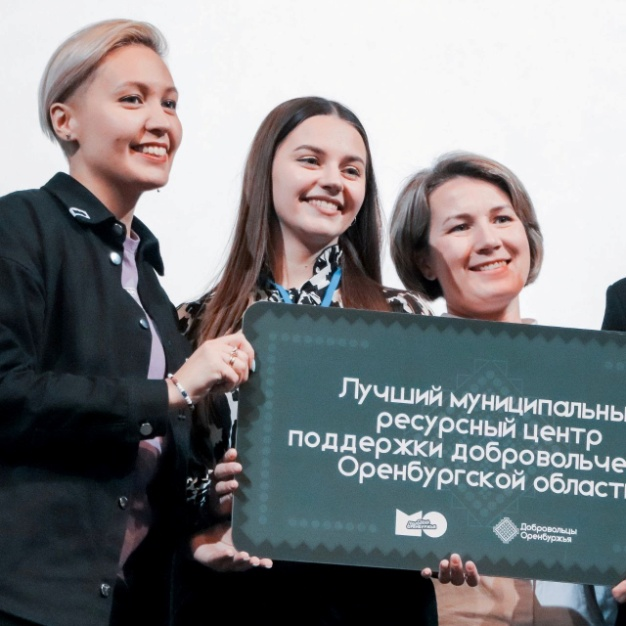 Лучший муниципальны
ресурсный центр
поддержки добровольче
Оренбургской област
Добровольцы
Оренбуржья